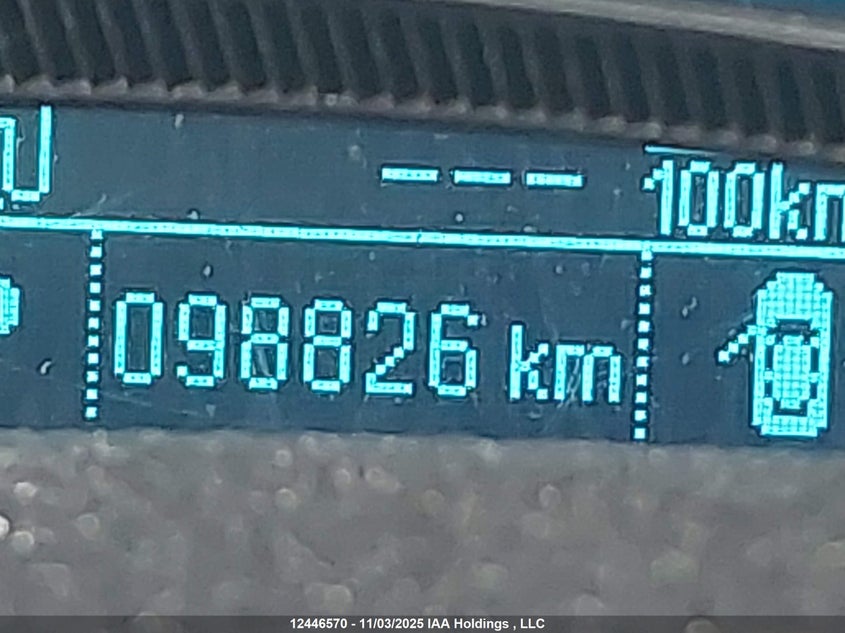 --- 100km
098826 km
12446570 - 11/03/2025 IAA Holdings , LLC